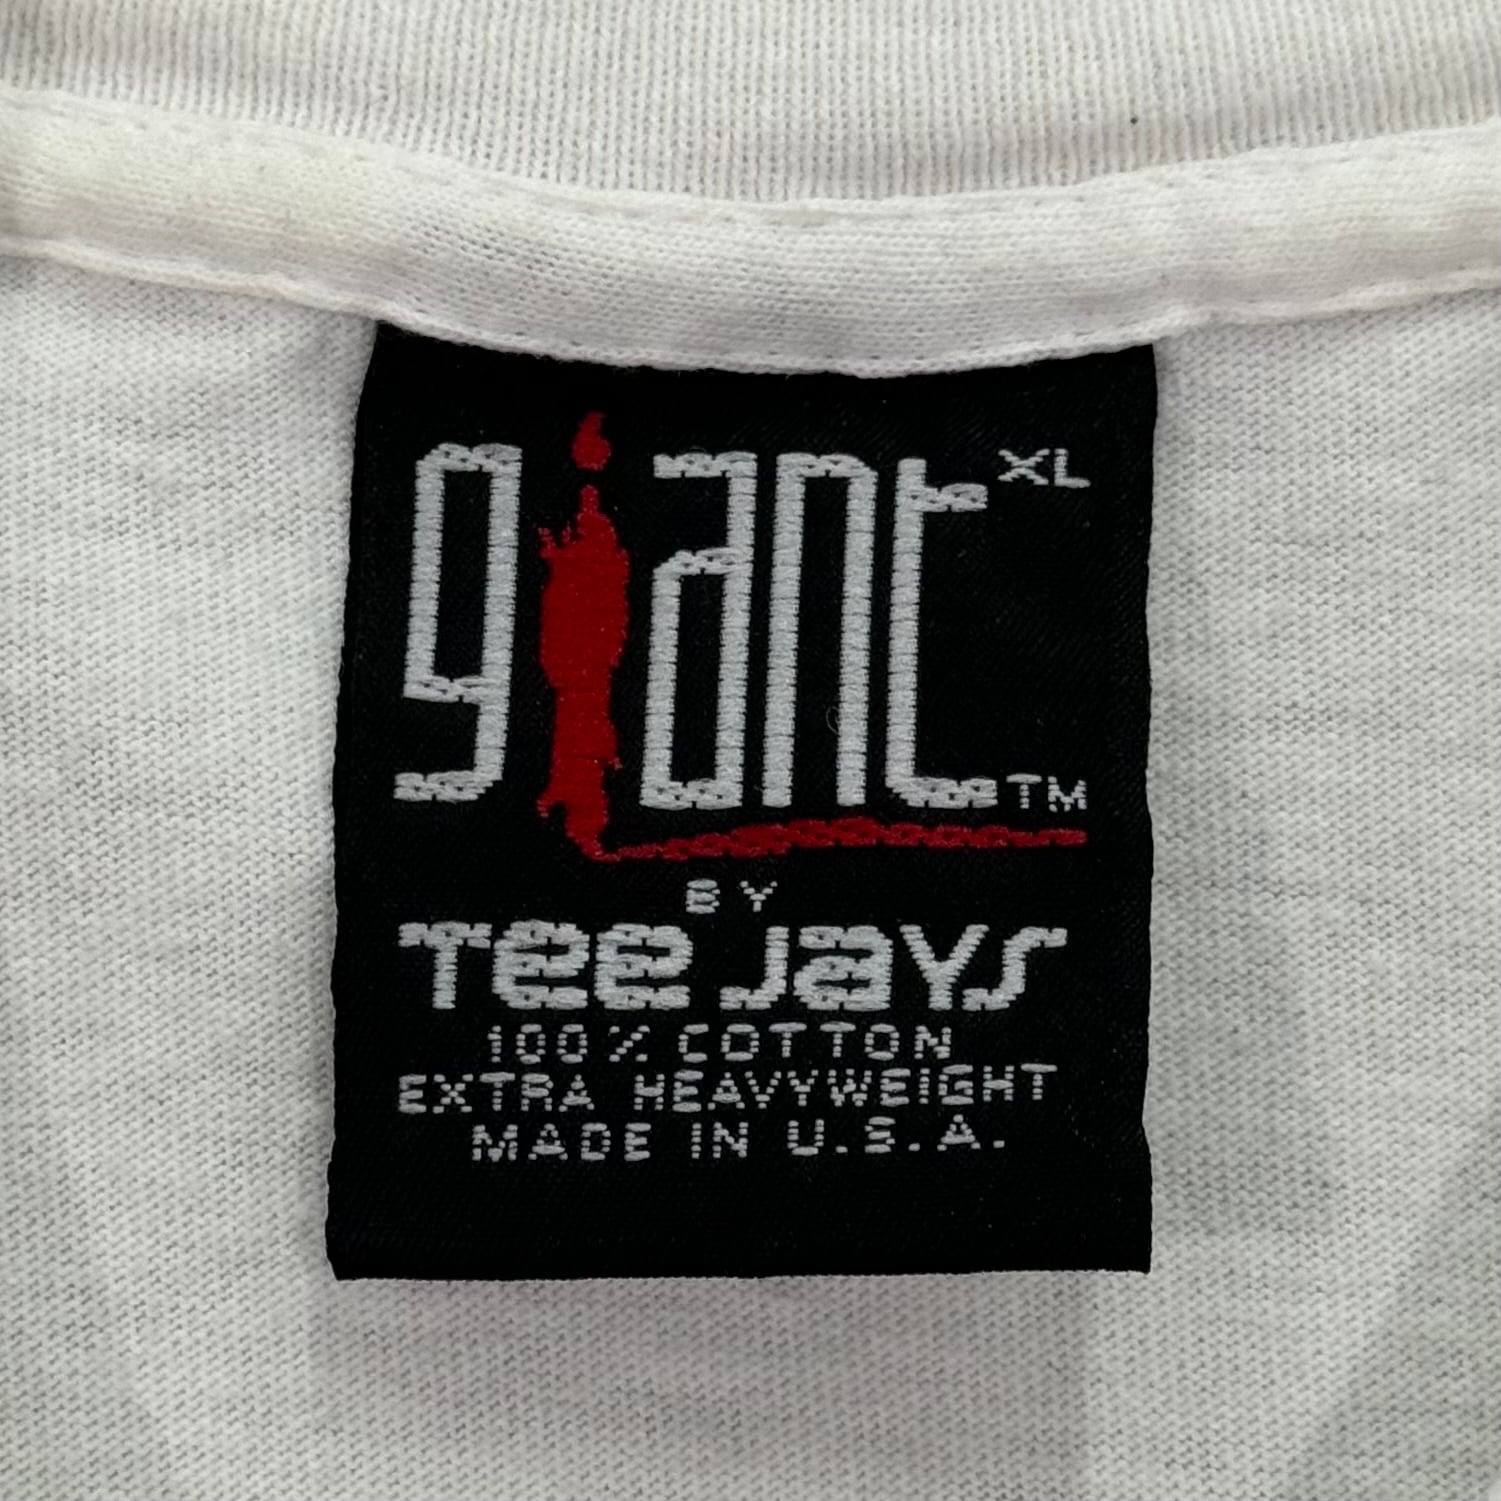 giant XL
TM
BY
Tee Jays
100% COTTON
EXTRA HEAVYWEIGHT
MADE IN U.S.A.